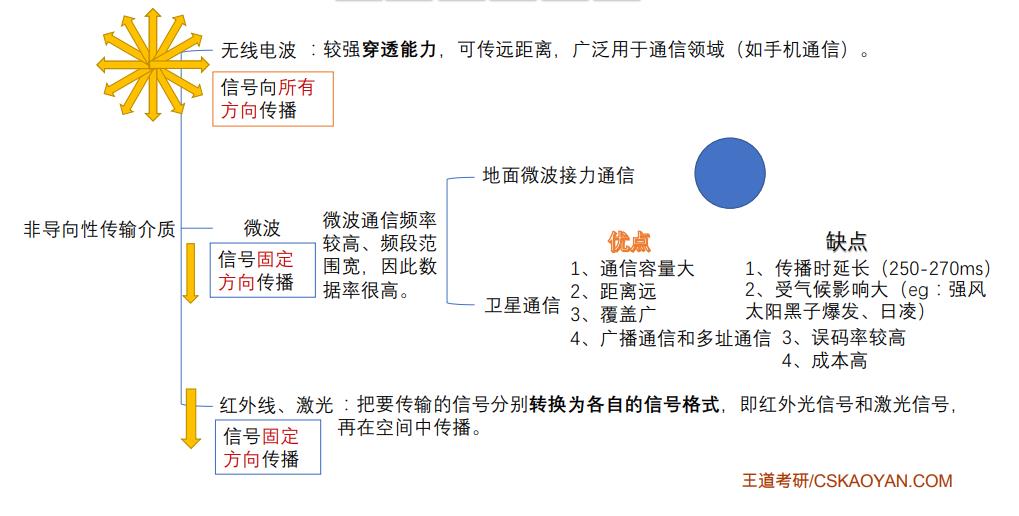 无线电波 ：较强穿透能力，可传远距离，广泛用于通信领域（如手机通信）。
信号向所有
方向传播
非导向性传输介质
微波
信号固定
方向传播
微波通信频率
较高、频段范
围宽，因此数
据率很高。
地面微波接力通信
卫星通信
优点
1、通信容量大
2、距离远
3、覆盖广
4、广播通信和多址通信
缺点
1、传播时延长（250-270ms）
2、受气候影响大（eg：强风
太阳黑子爆发、日凌）
3、误码率较高
4、成本高
红外线、激光 ：把要传输的信号分别转换为各自的信号格式，即红外光信号和激光信号，
再在空间中传播。
信号固定
方向传播
王道考研/CSKAOYAN.COM